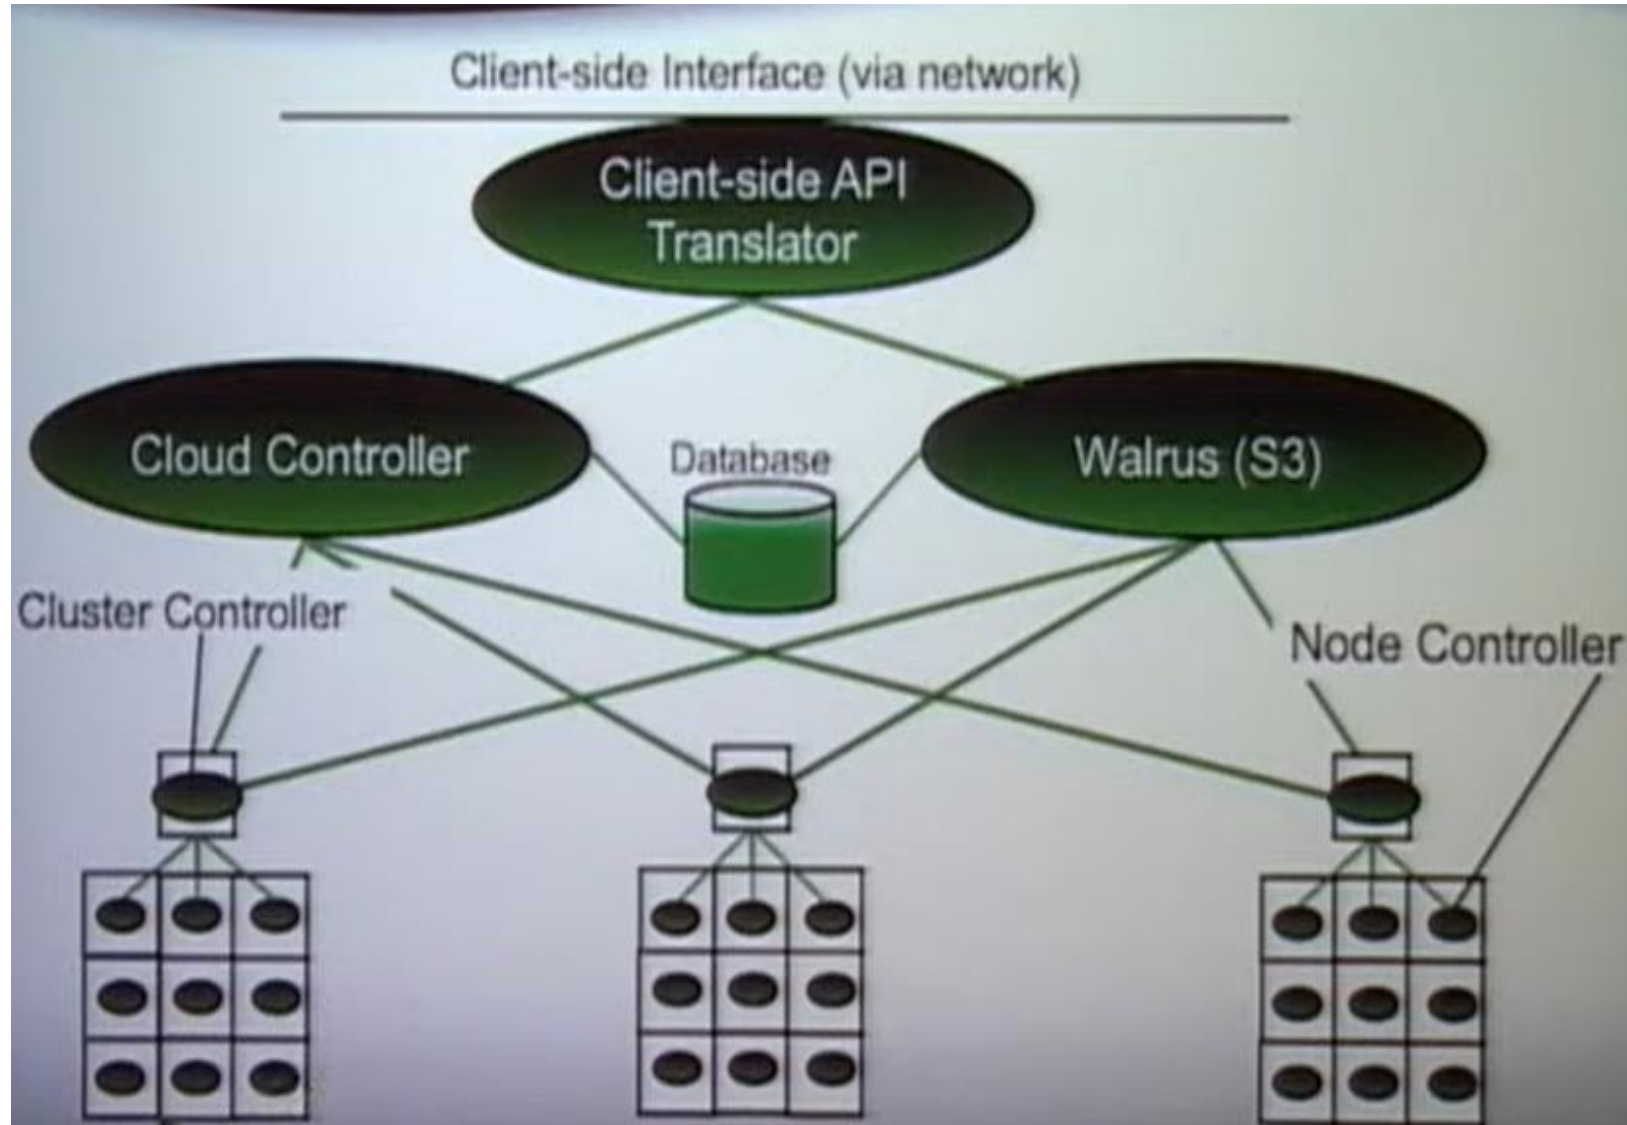 Client-side Interface (via network)
Client-side API
Translator
Cloud Controller
Database
Walrus (S3)
Cluster Controller
Node Controller